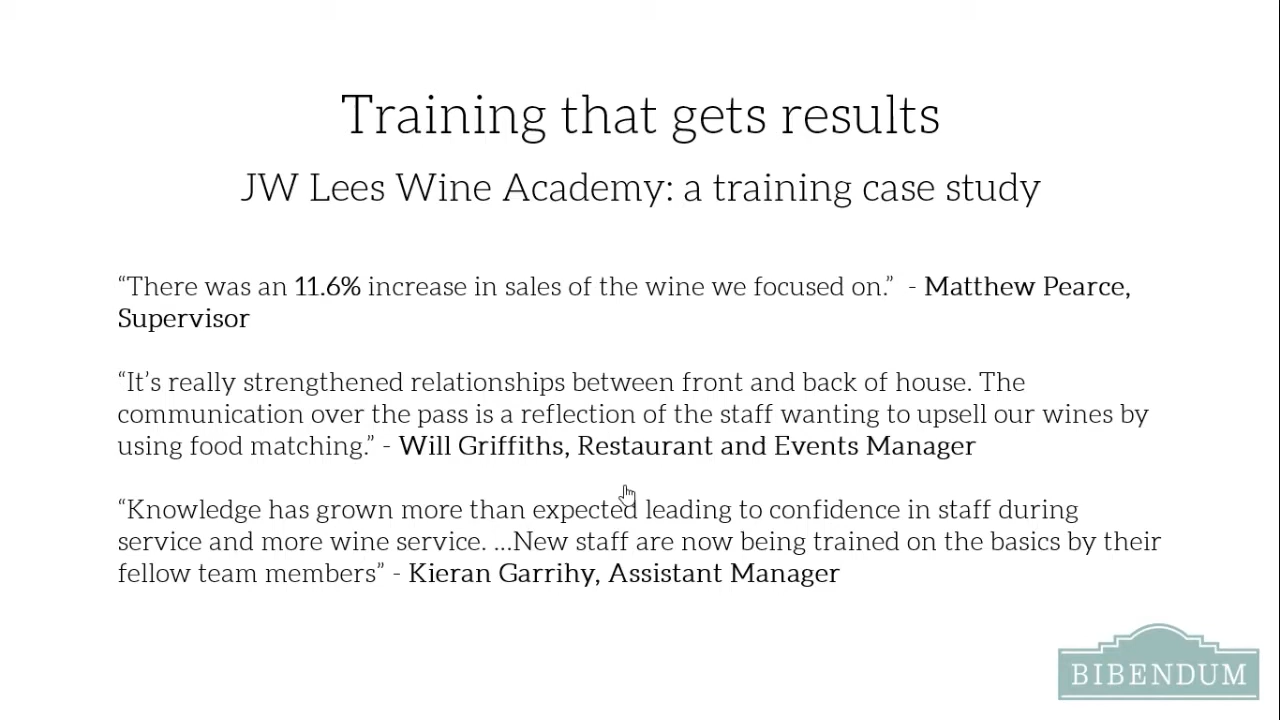 Training that gets results
JW Lees Wine Academy: a training case study
“There was an 11.6% increase in sales of the wine we focused on.”  - Matthew Pearce,
Supervisor
“It’s really strengthened relationships between front and back of house. The
communication over the pass is a reflection of the staff wanting to upsell our wines by
using food matching.” - Will Griffiths, Restaurant and Events Manager
“Knowledge has grown more than expected leading to confidence in staff during
service and more wine service. ...New staff are now being trained on the basics by their
fellow team members” - Kieran Garrihy, Assistant Manager
BIBENDUM